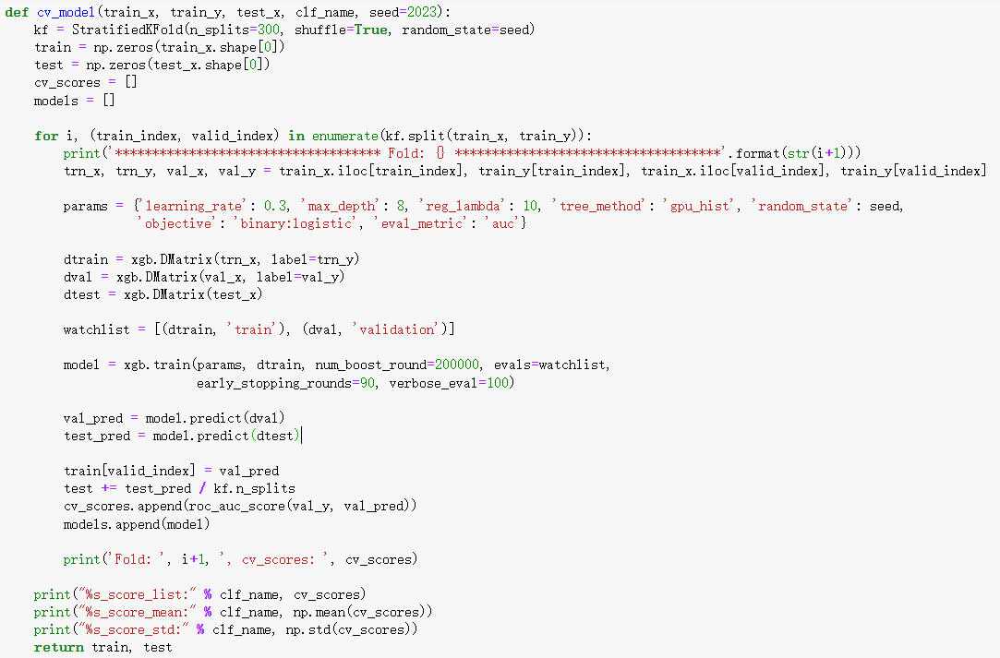 def cv_model(train_x, train_y, test_x, clf_name, seed=2023):
    kf = StratifiedKFold(n_splits=300, shuffle=True, random_state=seed)
    train = np.zeros(train_x.shape[0])
    test = np.zeros(test_x.shape[0])
    cv_scores = []
    models = []

    for i, (train_index, valid_index) in enumerate(kf.split(train_x, train_y)):
        print('************************************ Fold: {} ************************************'.format(str(i+1)))
        trn_x, trn_y, val_x, val_y = train_x.iloc[train_index], train_y[train_index], train_x.iloc[valid_index], train_y[valid_index]

        params = {'learning_rate': 0.3, 'max_depth': 8, 'reg_lambda': 10, 'tree_method': 'gpu_hist', 'random_state': seed,
                  'objective': 'binary:logistic', 'eval_metric': 'auc'}

        dtrain = xgb.DMatrix(trn_x, label=trn_y)
        dval = xgb.DMatrix(val_x, label=val_y)
        dtest = xgb.DMatrix(test_x)

        watchlist = [(dtrain, 'train'), (dval, 'validation')]

        model = xgb.train(params, dtrain, num_boost_round=200000, evals=watchlist,
                          early_stopping_rounds=90, verbose_eval=100)

        val_pred = model.predict(dval)
        test_pred = model.predict(dtest)

        train[valid_index] = val_pred
        test += test_pred / kf.n_splits
        cv_scores.append(roc_auc_score(val_y, val_pred))
        models.append(model)

        print('Fold: ', i+1, ', cv_scores: ', cv_scores)

    print("%s_score_list:" % clf_name, cv_scores)
    print("%s_score_mean:" % clf_name, np.mean(cv_scores))
    print("%s_score_std:" % clf_name, np.std(cv_scores))
    return train, test